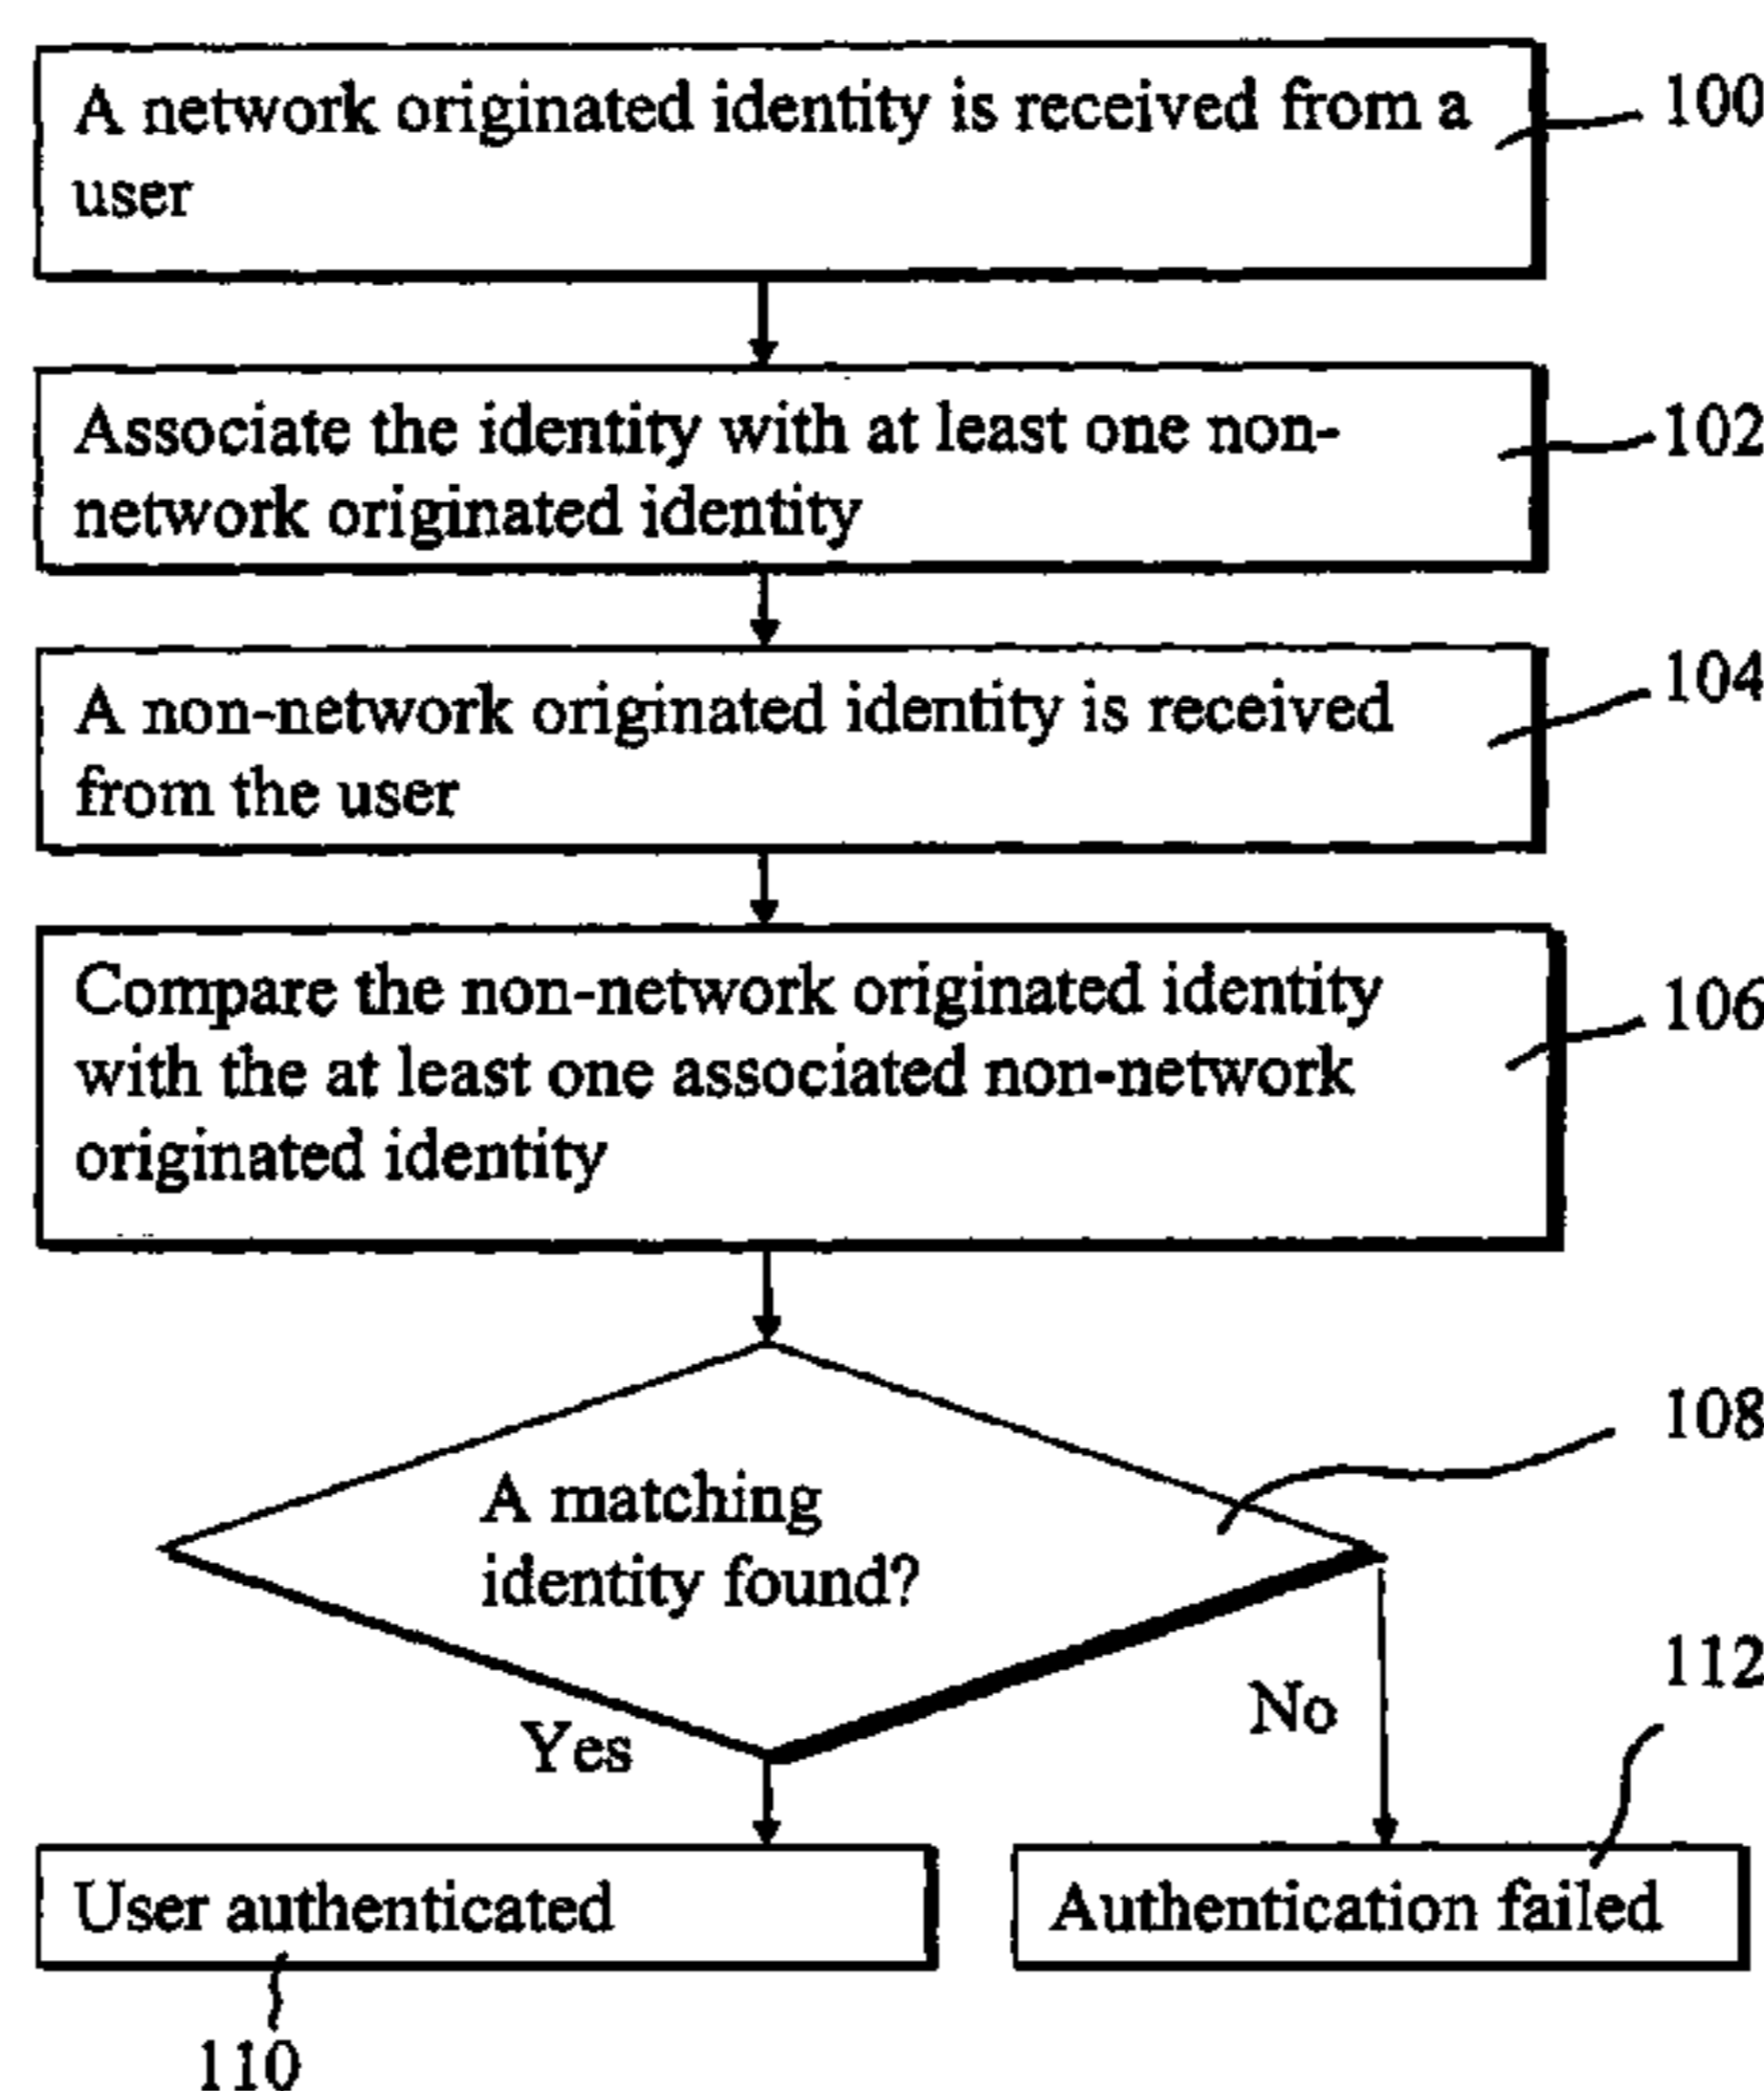 A network originated identity is received from a
user
100
Associate the identity with at least one non-
network originated identity
102
A non-network originated identity is received
from the user
104
Compare the non-network originated identity
with the at least one associated non-network
originated identity
106
A matching
identity found?
108
Yes
No
112
User authenticated
Authentication failed
110